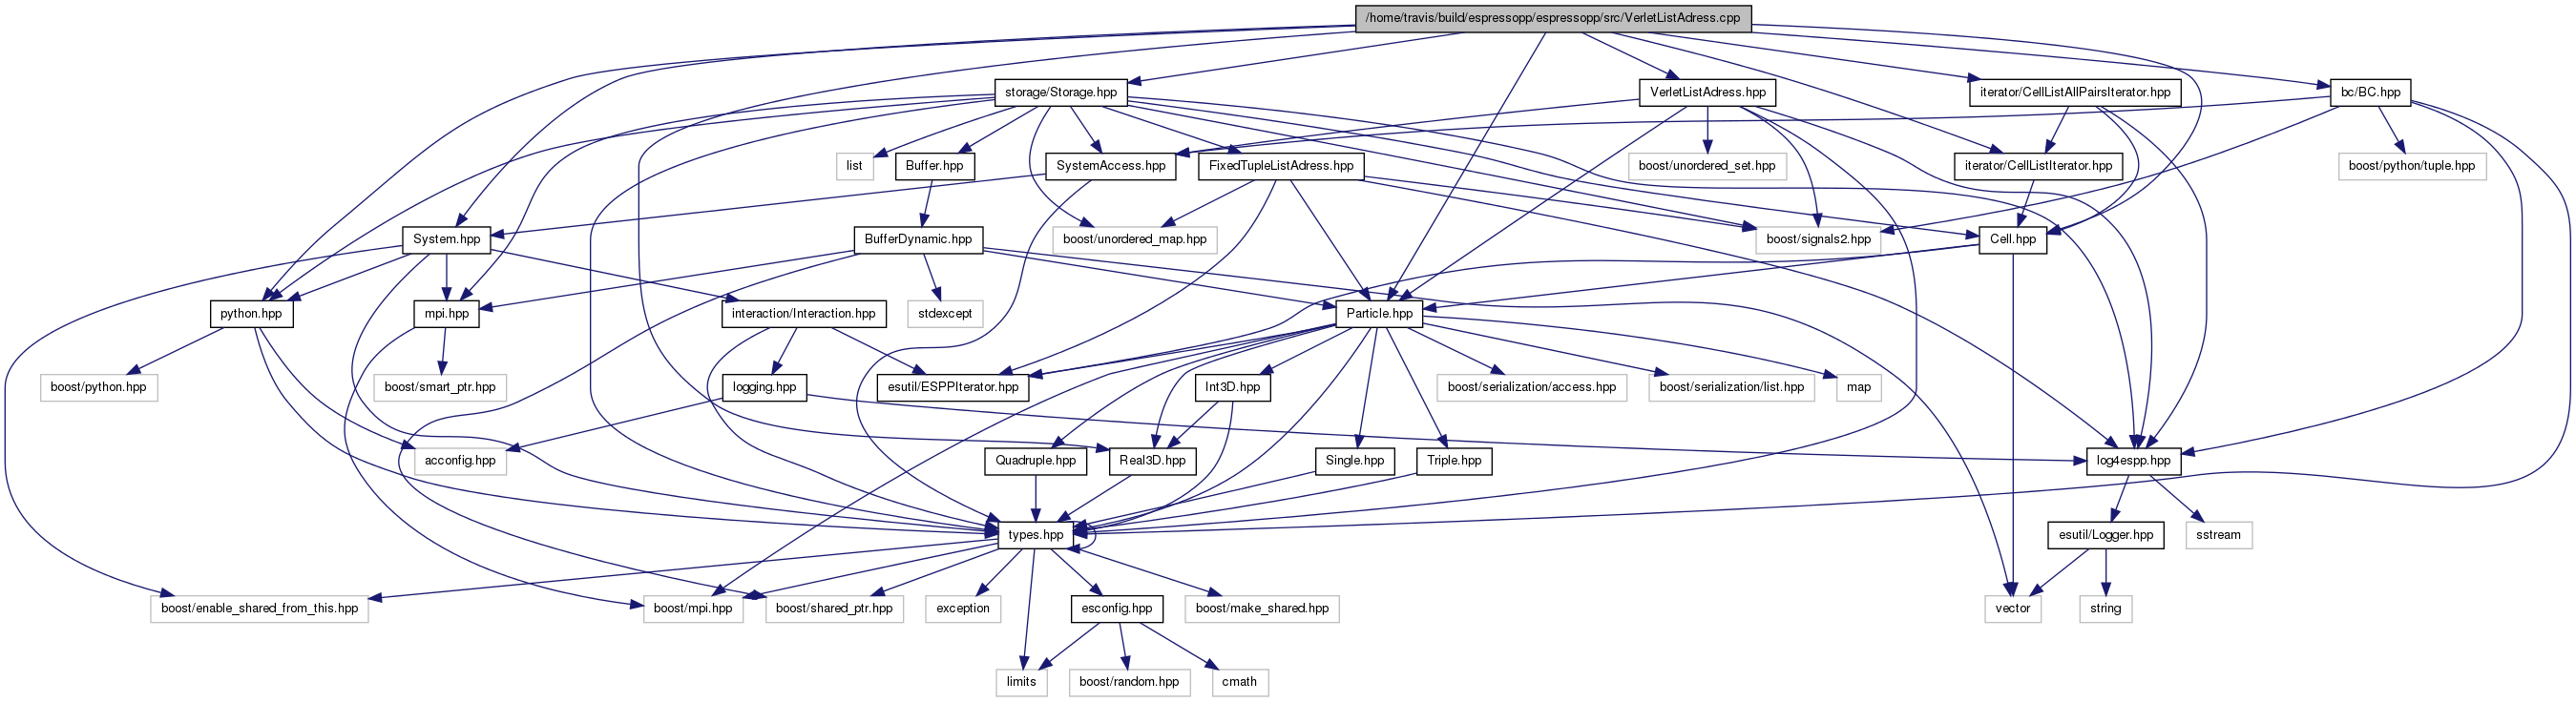 /home/travis/build/espressopp/espressopp/src/VerletListAdress.cpp
storage/Storage.hpp
VerletListAdress.hpp
iterator/CellListAllPairsIterator.hpp
bc/BC.hpp
list
Buffer.hpp
SystemAccess.hpp
FixedTupleListAdress.hpp
boost/unordered_set.hpp
iterator/CellListIterator.hpp
boost/python/tuple.hpp
System.hpp
BufferDynamic.hpp
boost/unordered_map.hpp
boost/signals2.hpp
Cell.hpp
python.hpp
mpi.hpp
interaction/Interaction.hpp
stdexcept
Particle.hpp
boost/python.hpp
boost/smart_ptr.hpp
logging.hpp
esutil/ESPPIterator.hpp
Int3D.hpp
boost/serialization/access.hpp
boost/serialization/list.hpp
map
acconfig.hpp
Quadruple.hpp
Real3D.hpp
Single.hpp
Triple.hpp
log4espp.hpp
types.hpp
esutil/Logger.hpp
sstream
boost/enable_shared_from_this.hpp
boost/mpi.hpp
boost/shared_ptr.hpp
exception
esconfig.hpp
boost/make_shared.hpp
vector
string
limits
boost/random.hpp
cmath